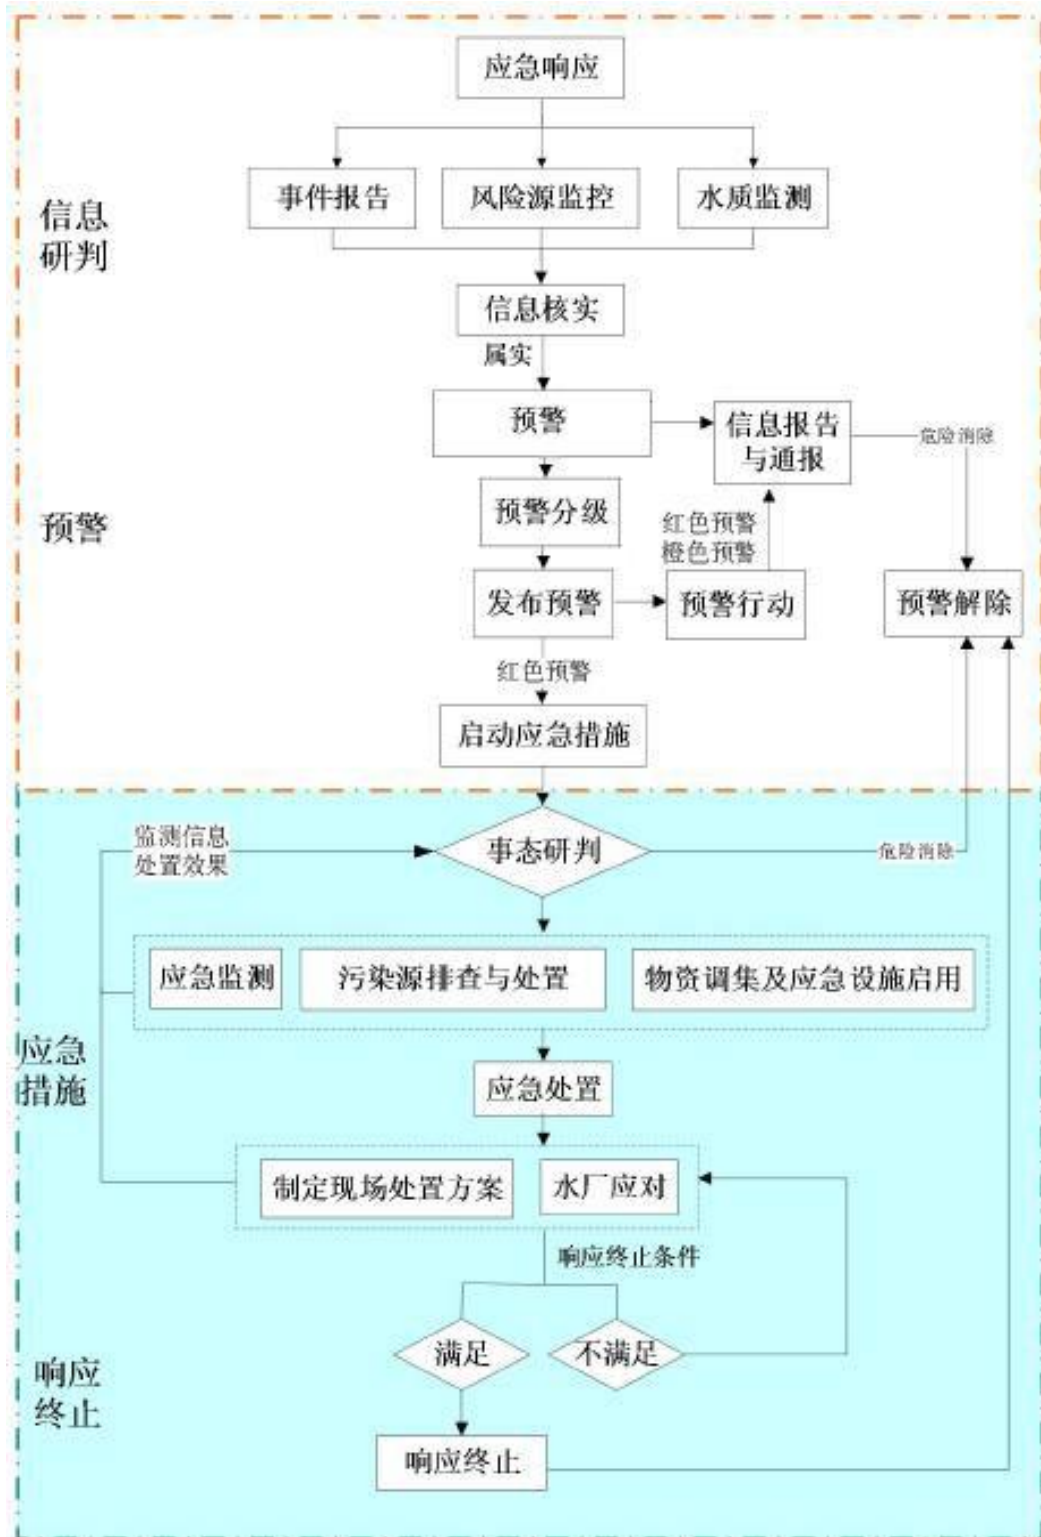 应急响应
事件报告
风险源监控
水质监测
信息
研判
信息核实
属实
预警
信息报告
与通报
危险消除
预警分级
红色预警
橙色预警
预警
发布预警
预警行动
预警解除
红色预警
启动应急措施
监测信息
处置效果
事态研判
危险消除
应急监测
污染源排查与处置
物资调集及应急设施启用
应急
措施
应急处置
制定现场处置方案
水厂应对
响应终止条件
满足
不满足
响应
终止
响应终止